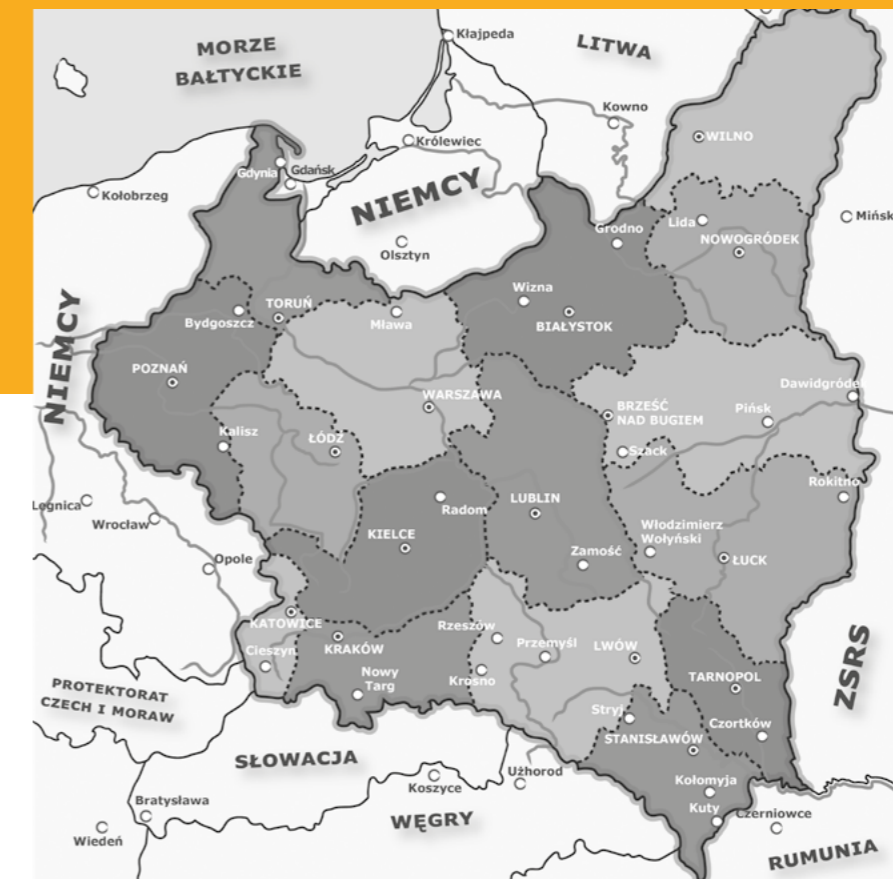 MORZE
BAŁTYCKIE
Kłajpeda
LITWA
Kowno
WILNO
Królewiec
Gdynia
Gdańsk
Kołobrzeg
NIEMCY
Olsztyn
Grodno
Lida
NOWOGRÓDEK
Mińsk
NIEMCY
Bydgoszcz
TORUŃ
Mława
Wizna
BIAŁYSTOK
POZNAŃ
WARSZAWA
BRZEŚĆ
NAD BUGIEM
Pińsk
Dawidgródek
Kalisz
ŁÓDŹ
Szack
Rokitno
Legnica
Wrocław
Radom
LUBLIN
KIELCE
Włodzimierz
Wołyński
ŁUCK
Opole
Zamość
KATOWICE
Cieszyn
KRAKÓW
Rzeszów
Przemyśl
LWÓW
Nowy
Targ
Krosno
TARNOPOL
ZSRS
PROTEKTORAT
CZECH I MORAW
Stryj
STANISŁAWÓW
Czortków
SŁOWACJA
Koszyce
Użhorod
Kołomyja
Kuty
Czerniowce
Bratysława
Wiedeń
WĘGRY
RUMUNIA